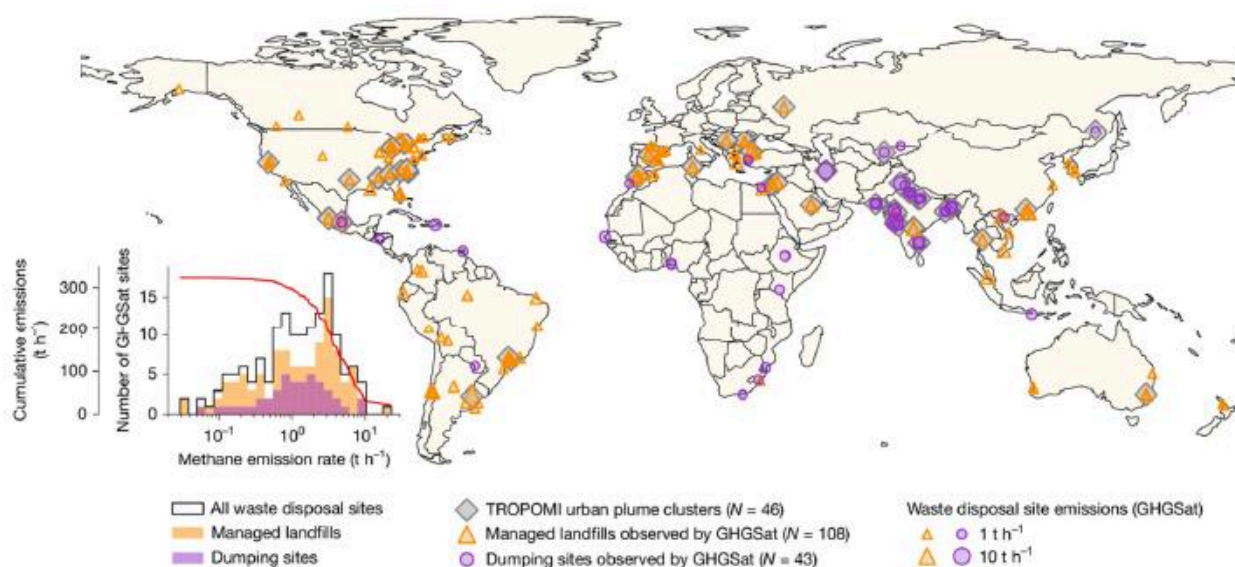 Cumulative emissions
(t h⁻¹)
300
200
100
0
Number of GHGSat sites
15
10
5
0
10⁻¹ 10⁰ 10¹
Methane emission rate (t h⁻¹)
All waste disposal sites
Managed landfills
Dumping sites
TROPOMI urban plume clusters (N = 46)
Managed landfills observed by GHGSat (N = 108)
Dumping sites observed by GHGSat (N = 43)
Waste disposal site emissions (GHGSat)
1 t h⁻¹
10 t h⁻¹